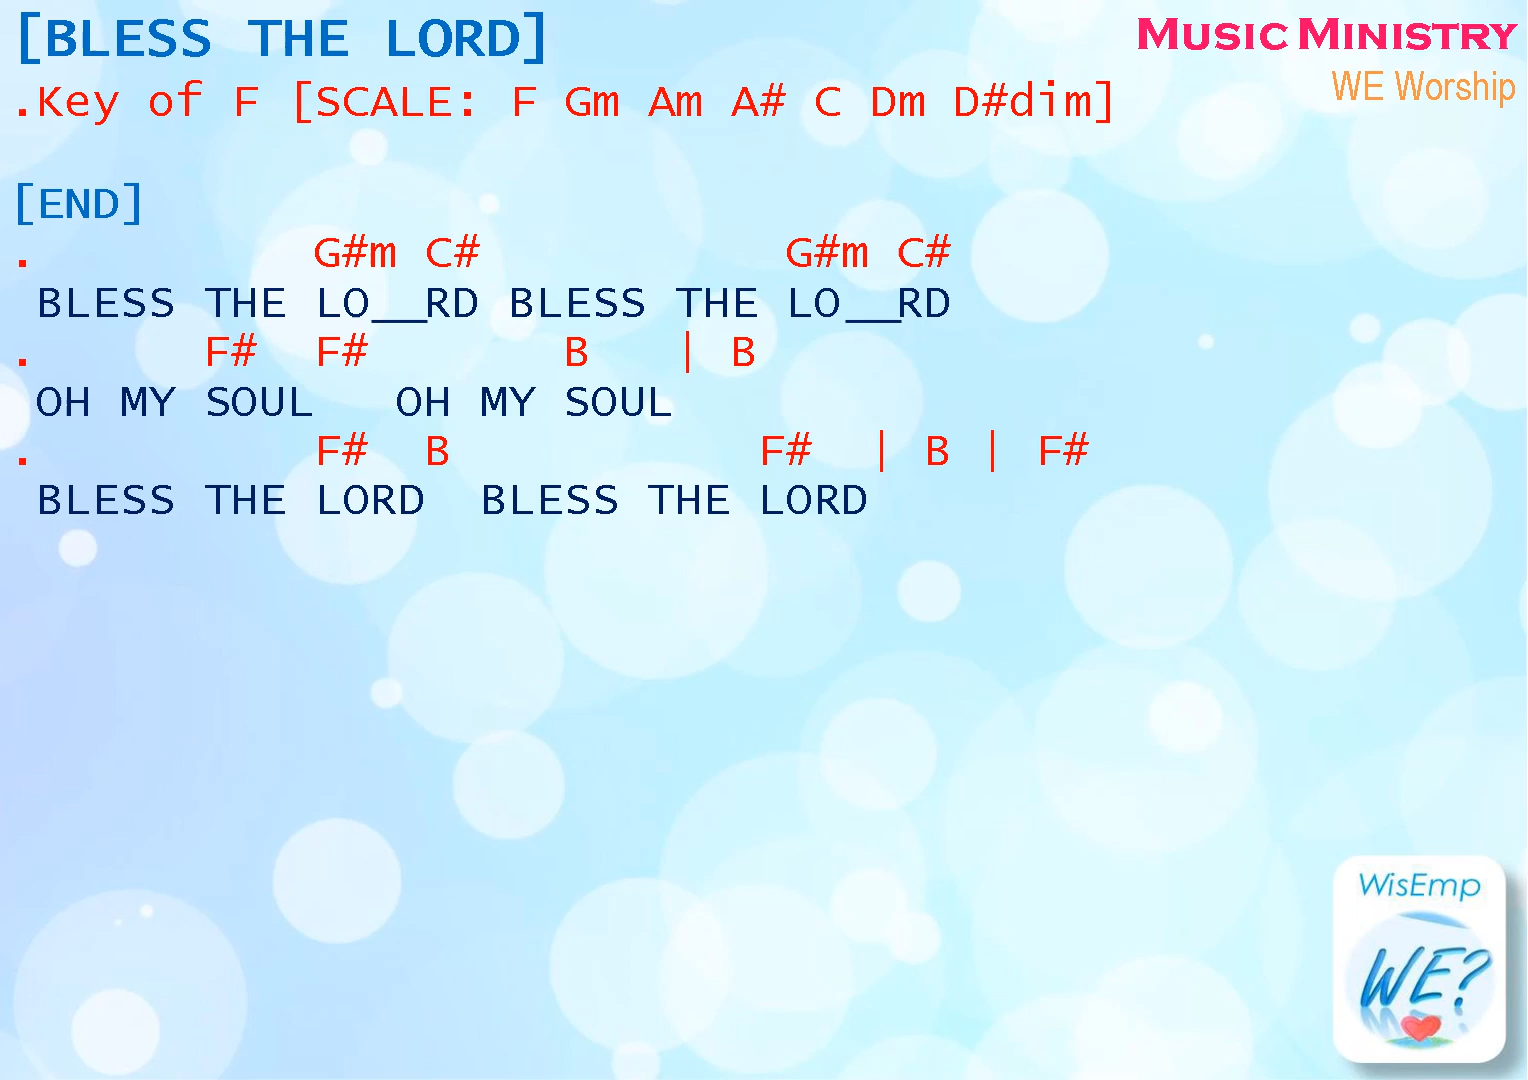 [BLESS THE LORD]
MUSIC MINISTRY
WE Worship
.Key of F [SCALE: F Gm Am A# C Dm D#dim]
[END]
. G#m C# G#m C#
BLESS THE LO__RD BLESS THE LO__RD
. F# F# B | B
OH MY SOUL OH MY SOUL
. F# B F# | B | F#
BLESS THE LORD BLESS THE LORD
WisEmp
WE?